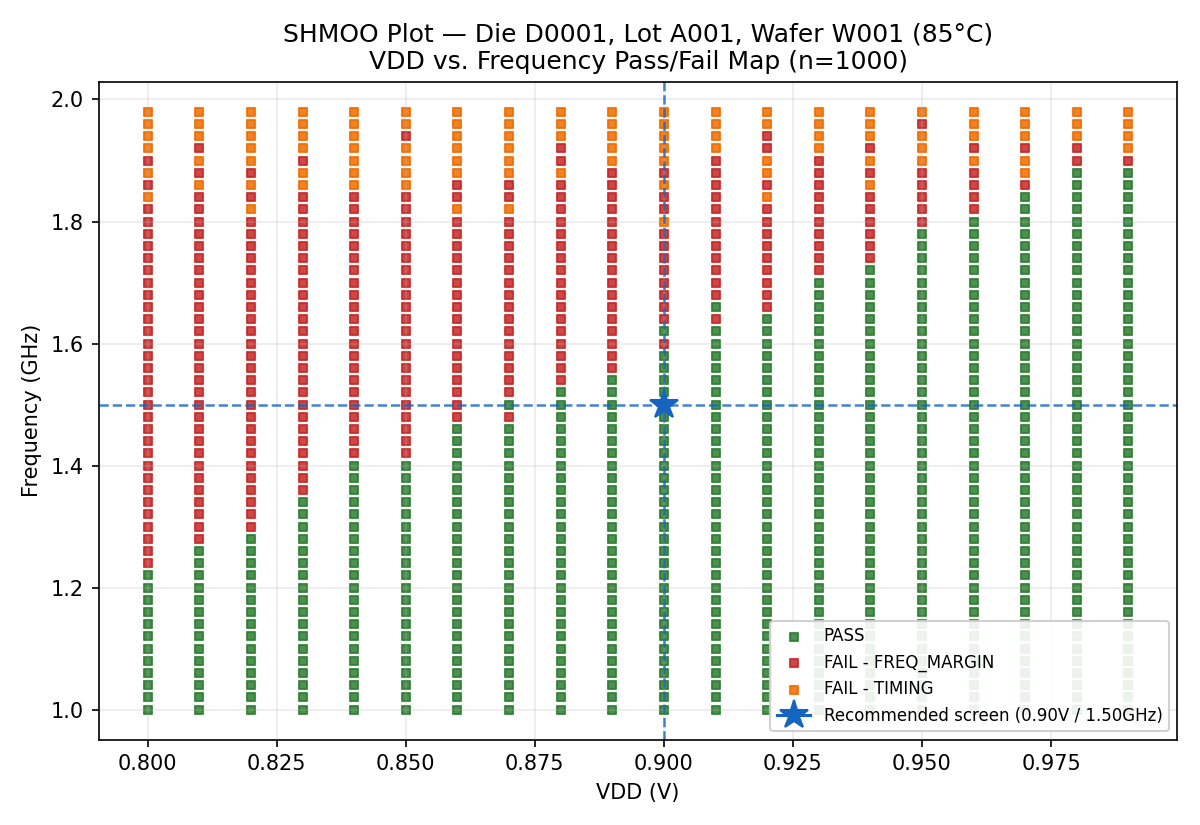 SHMOO Plot — Die D0001, Lot A001, Wafer W001 (85°C)
VDD vs. Frequency Pass/Fail Map (n=1000)
Frequency (GHz)
2.0
1.8
1.6
1.4
1.2
1.0
PASS
FAIL - FREQ_MARGIN
FAIL - TIMING
Recommended screen (0.90V / 1.50GHz)
0.800 0.825 0.850 0.875 0.900 0.925 0.950 0.975
VDD (V)